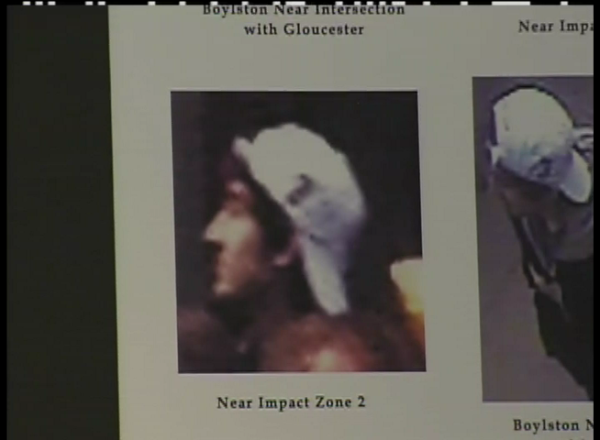 Boylston Near Intersection
with Gloucester
Near Impa
Near Impact Zone 2
Boylston N